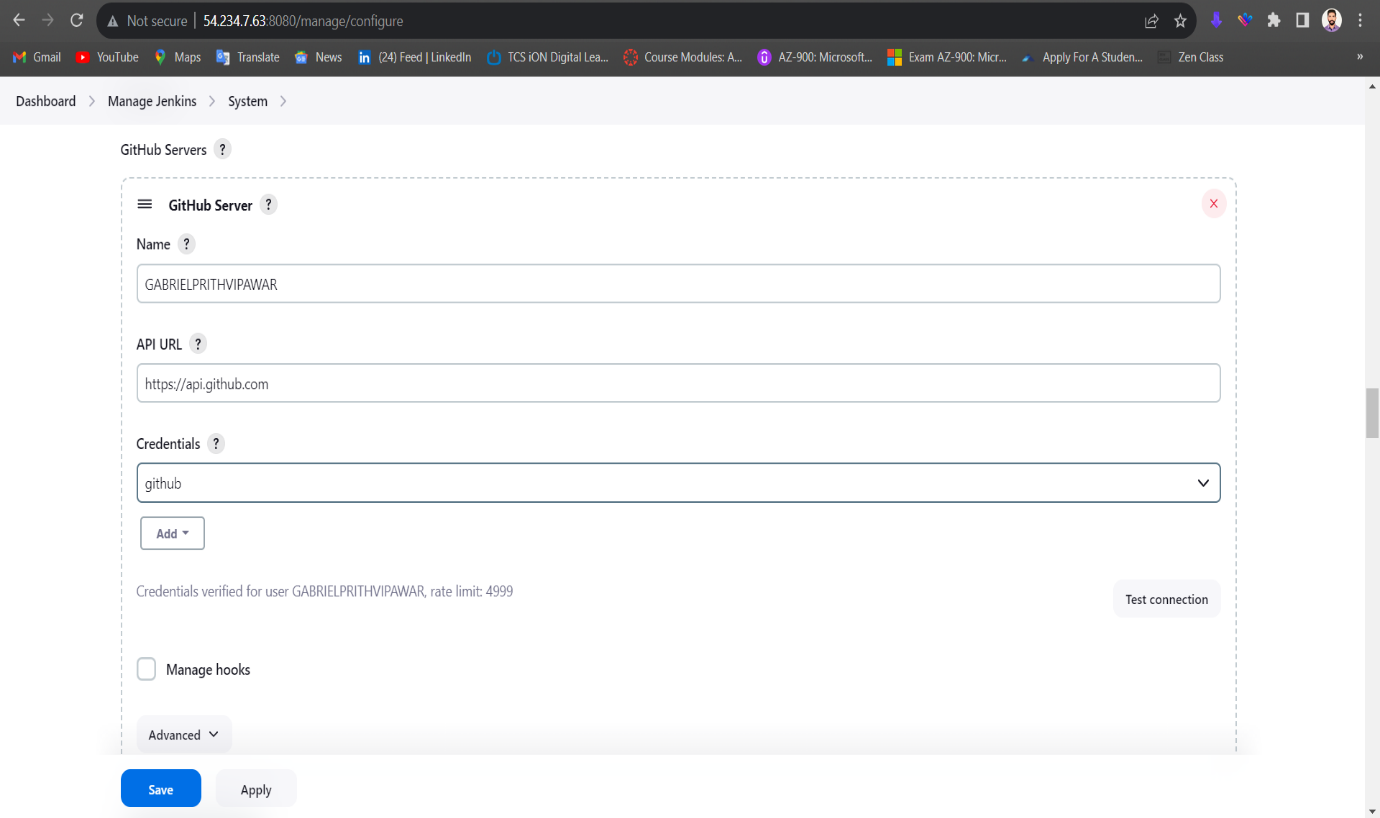 Not secure 54.234.7.63:8080/manage/configure
Gmail YouTube Maps Translate News (24) Feed | LinkedIn TCS iON Digital Lea... Course Modules: A... AZ-900: Microsoft... Exam AZ-900: Micr... Apply For A Studen... Zen Class »
Dashboard Manage Jenkins System
GitHub Servers ?
GitHub Server ?
X
Name ?
GABRIELPRITHVIPAWAR
API URL ?
https://api.github.com
Credentials ?
github
Add
Credentials verified for user GABRIELPRITHVIPAWAR, rate limit: 4999
Test connection
Manage hooks
Advanced
Save Apply